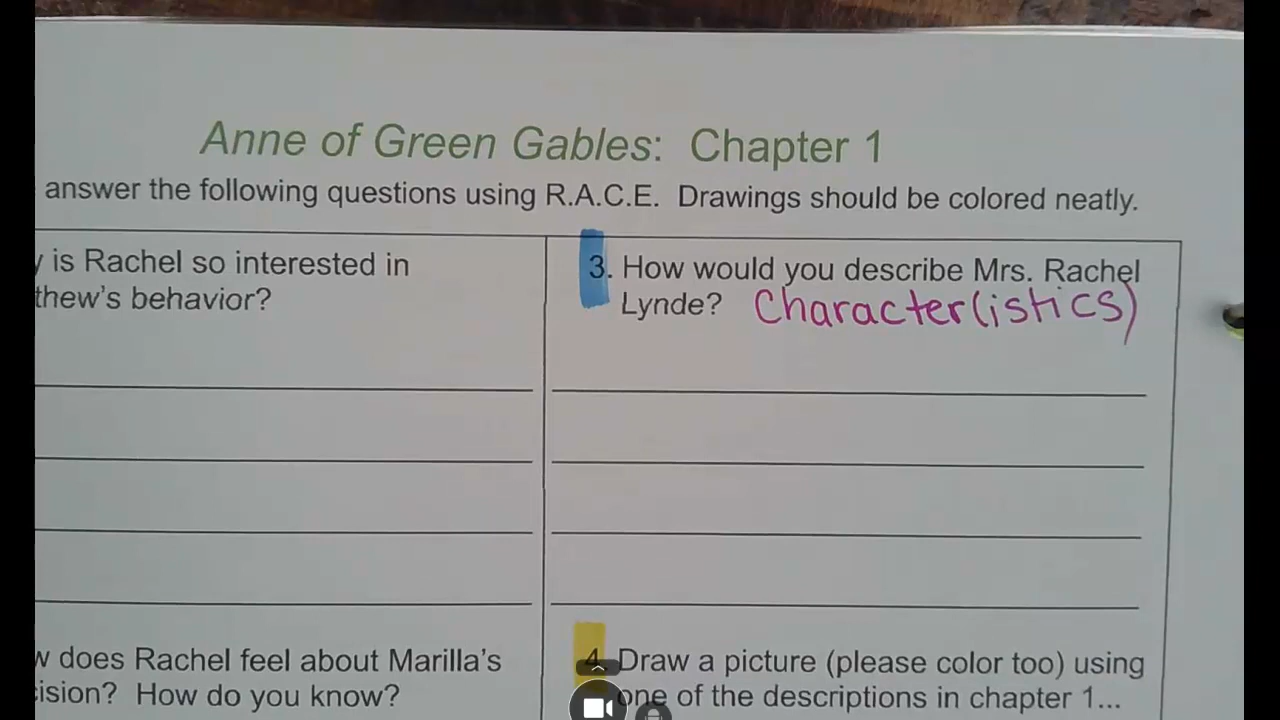 Anne of Green Gables: Chapter 1
answer the following questions using R.A.C.E. Drawings should be colored neatly.
is Rachel so interested in
thew's behavior?
3. How would you describe Mrs. Rachel
Lynde? Character(istics)
does Rachel feel about Marilla's
ision? How do you know?
4. Draw a picture (please color too) using
one of the descriptions in chapter 1...